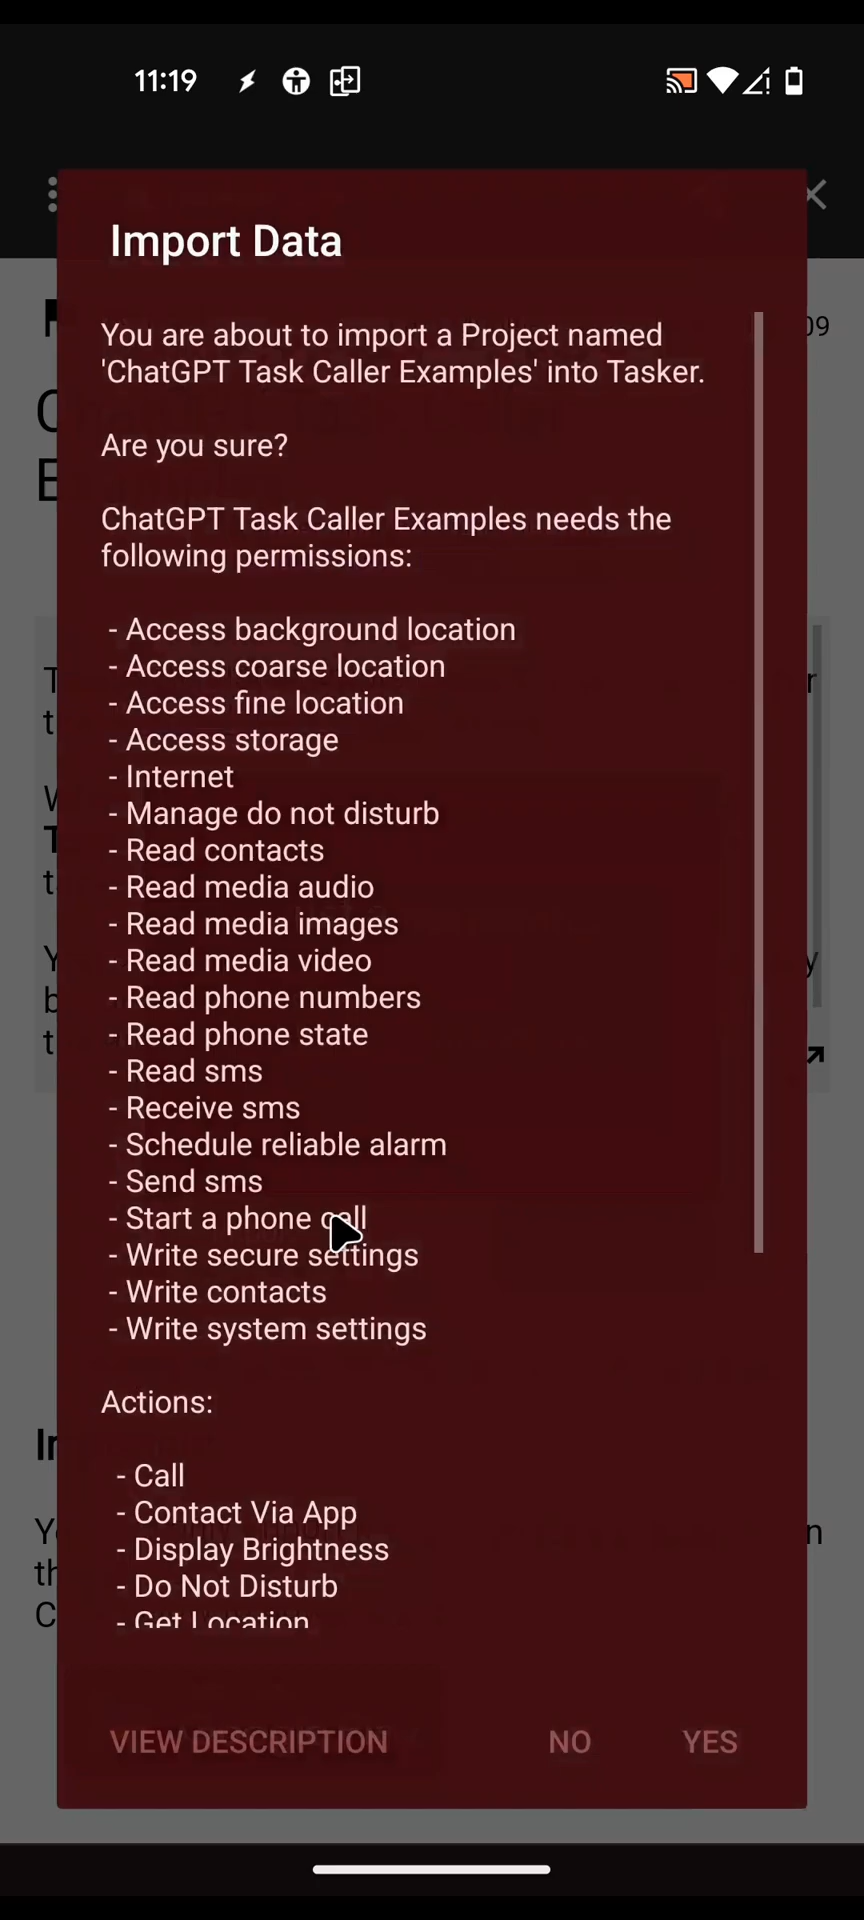 11:19
Import Data
You are about to import a Project named
'ChatGPT Task Caller Examples' into Tasker.
Are you sure?
ChatGPT Task Caller Examples needs the
following permissions:
- Access background location
- Access coarse location
- Access fine location
- Access storage
- Internet
- Manage do not disturb
- Read contacts
- Read media audio
- Read media images
- Read media video
- Read phone numbers
- Read phone state
- Read sms
- Receive sms
- Schedule reliable alarm
- Send sms
- Start a phone call
- Write secure settings
- Write contacts
- Write system settings
Actions:
- Call
- Contact Via App
- Display Brightness
- Do Not Disturb
- Get Location
VIEW DESCRIPTION NO YES